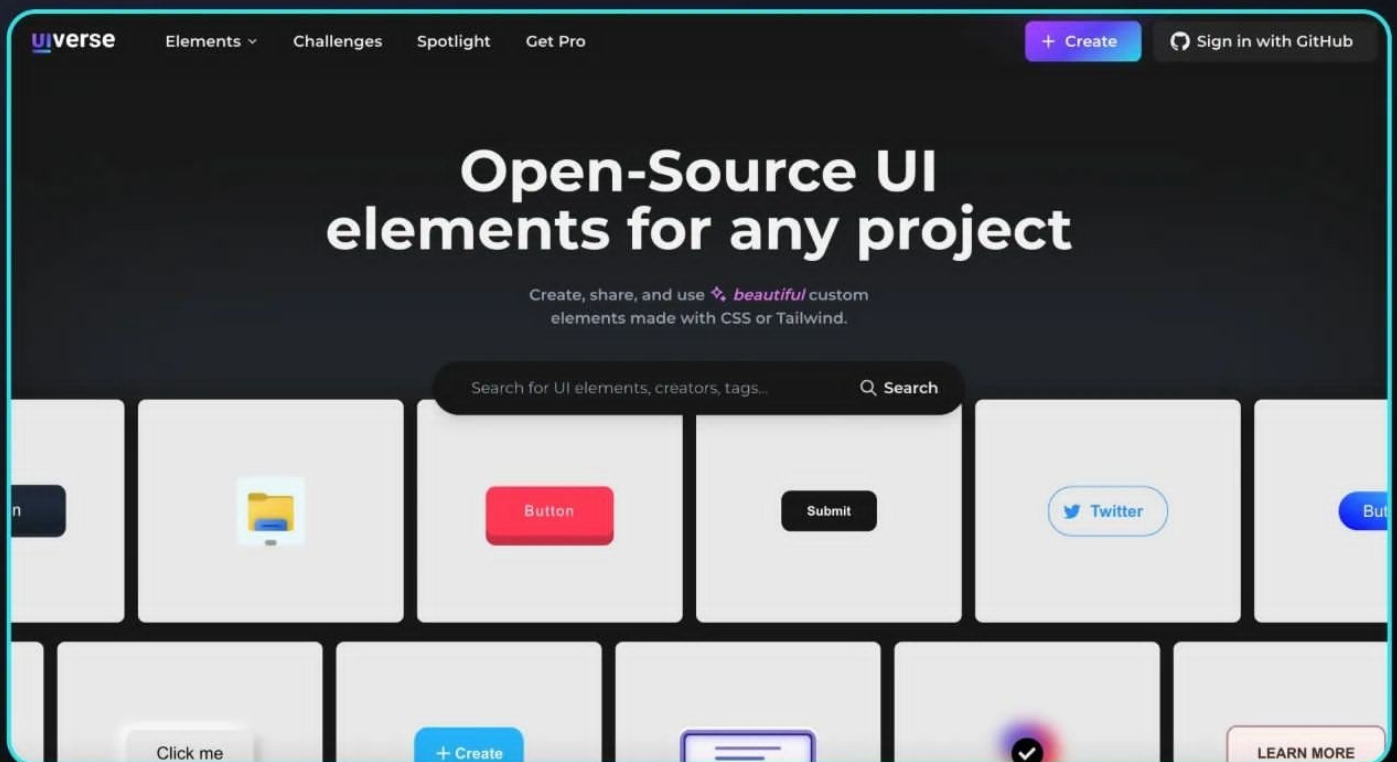 uiverse
Elements
Challenges
Spotlight
Get Pro
+ Create
Sign in with GitHub
Open-Source UI
elements for any project
Create, share, and use beautiful custom
elements made with CSS or Tailwind.
Search for UI elements, creators, tags...
Search
n
Button
Submit
Twitter
But
Click me
+ Create
LEARN MORE